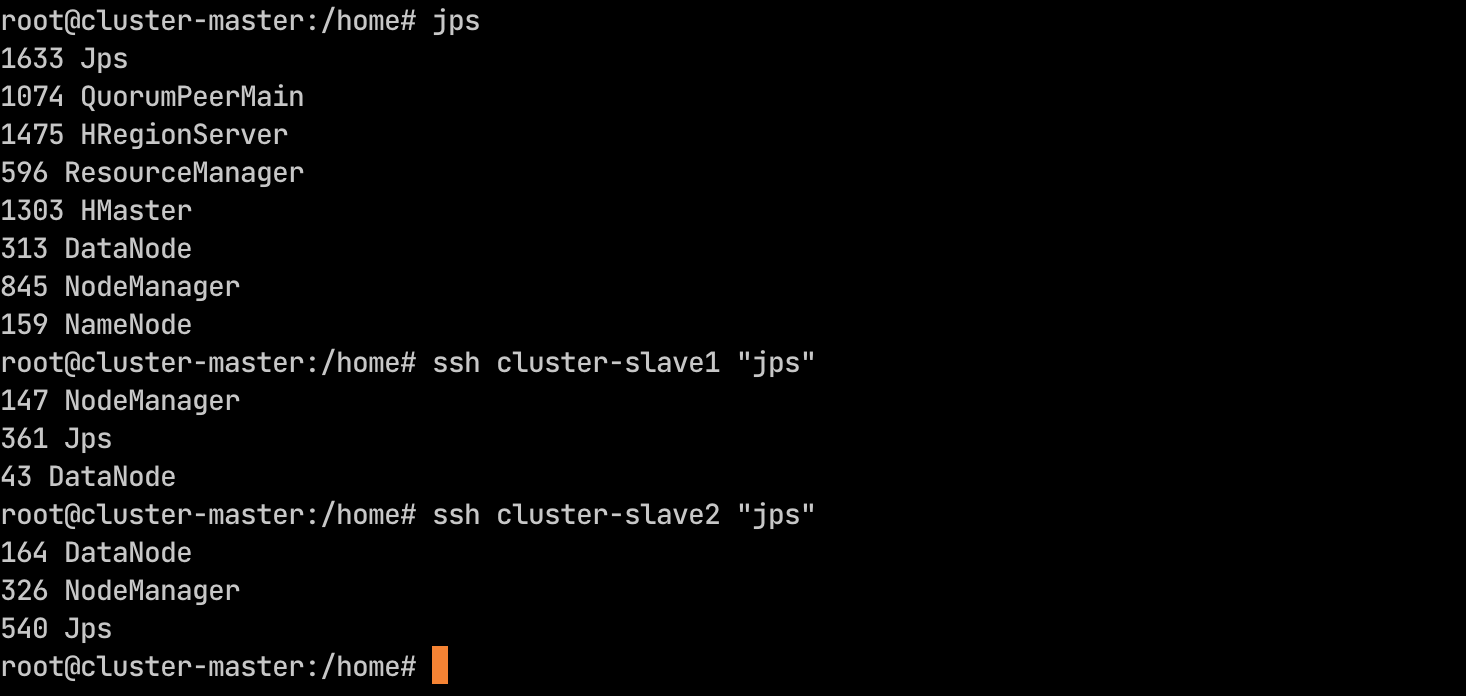 root@cluster-master:/home# jps
1633 Jps
1074 QuorumPeerMain
1475 HRegionServer
596 ResourceManager
1303 HMaster
313 DataNode
845 NodeManager
159 NameNode
root@cluster-master:/home# ssh cluster-slave1 "jps"
147 NodeManager
361 Jps
43 DataNode
root@cluster-master:/home# ssh cluster-slave2 "jps"
164 DataNode
326 NodeManager
540 Jps
root@cluster-master:/home#